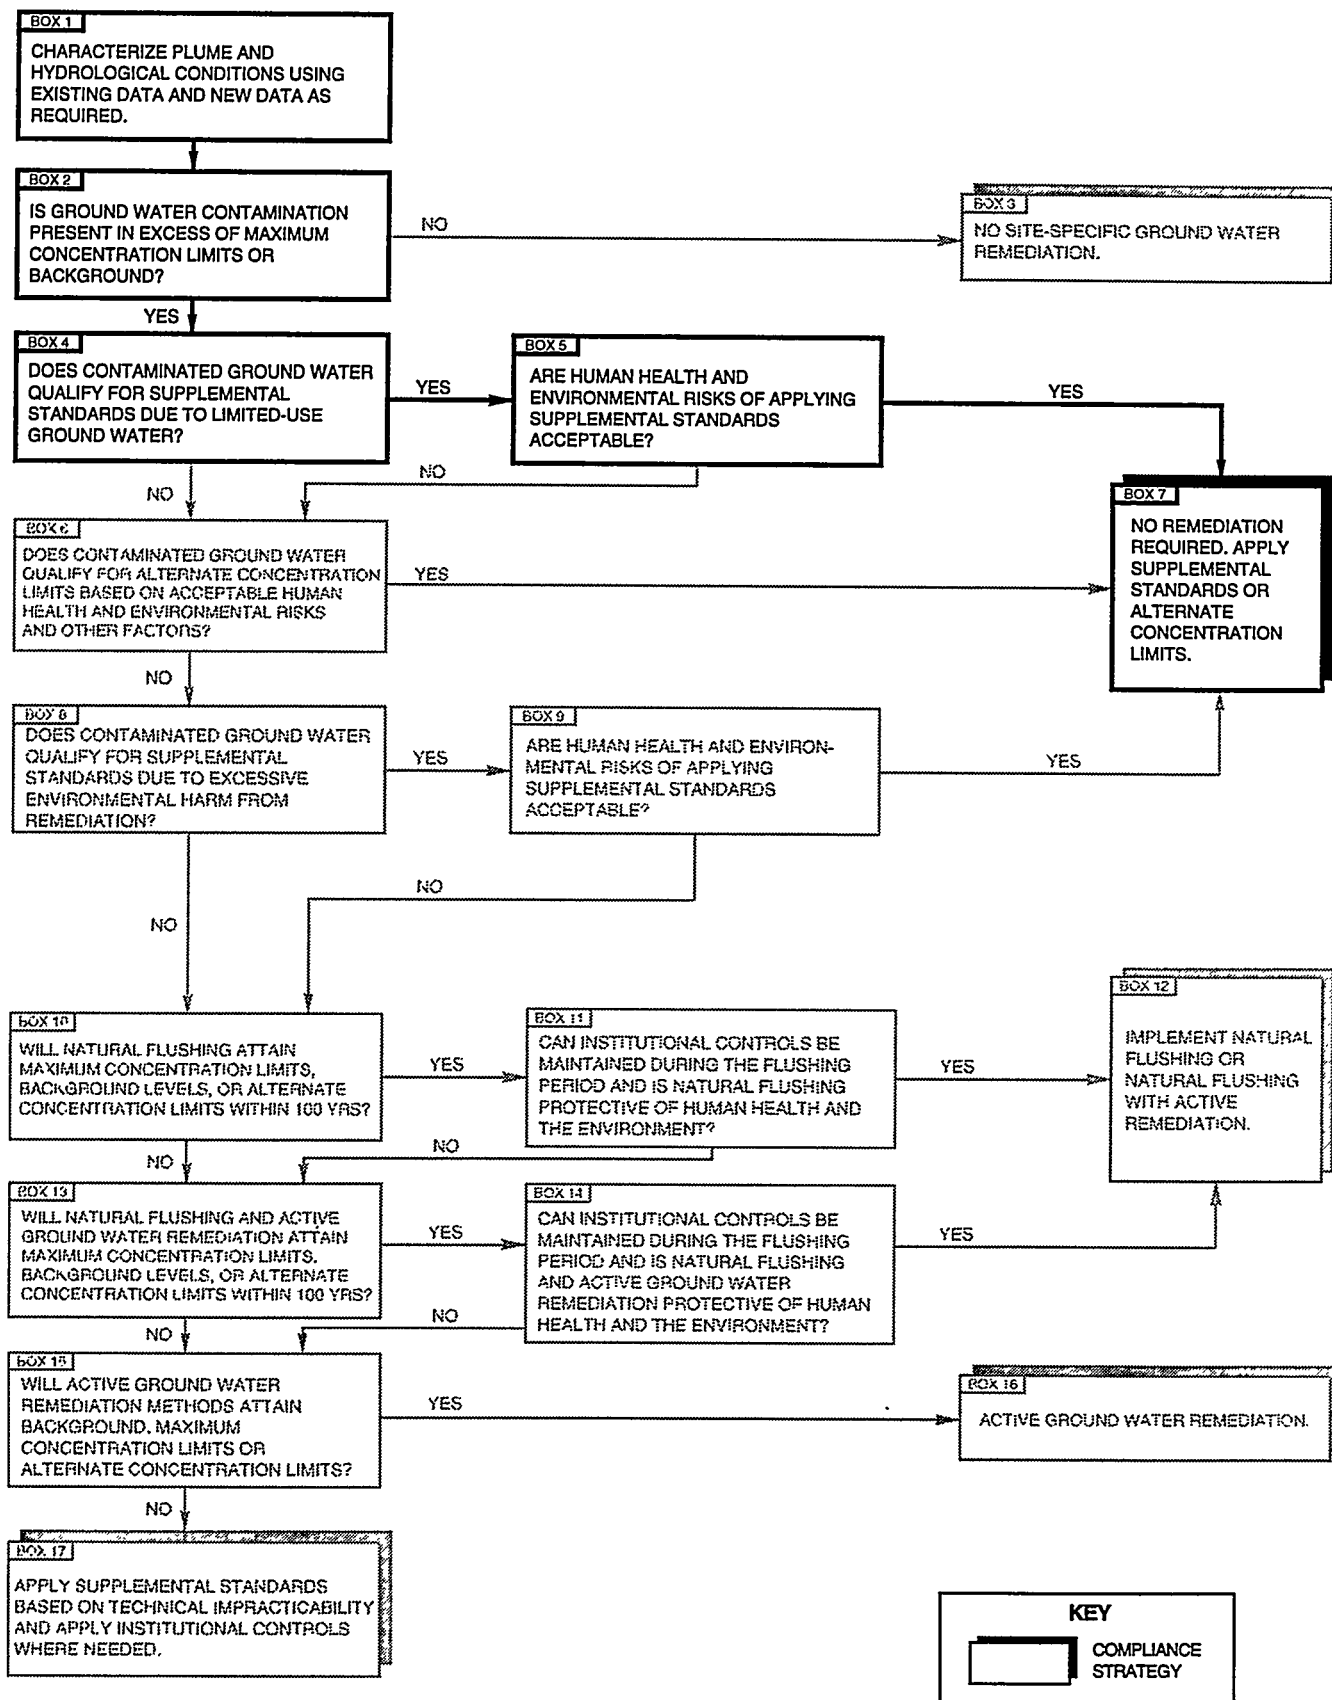 BOX 1
CHARACTERIZE PLUME AND
HYDROLOGICAL CONDITIONS USING
EXISTING DATA AND NEW DATA AS
REQUIRED.
BOX 2
IS GROUND WATER CONTAMINATION
PRESENT IN EXCESS OF MAXIMUM
CONCENTRATION LIMITS OR
BACKGROUND?
NO
BOX 3
NO SITE-SPECIFIC GROUND WATER
REMEDIATION.
YES
BOX 4
DOES CONTAMINATED GROUND WATER
QUALIFY FOR SUPPLEMENTAL
STANDARDS DUE TO LIMITED-USE
GROUND WATER?
YES
BOX 5
ARE HUMAN HEALTH AND
ENVIRONMENTAL RISKS OF APPLYING
SUPPLEMENTAL STANDARDS
ACCEPTABLE?
YES
NO
NO
BOX 6
DOES CONTAMINATED GROUND WATER
QUALIFY FOR ALTERNATE CONCENTRATION
LIMITS BASED ON ACCEPTABLE HUMAN
HEALTH AND ENVIRONMENTAL RISKS
AND OTHER FACTORS?
YES
BOX 7
NO REMEDIATION
REQUIRED. APPLY
SUPPLEMENTAL
STANDARDS OR
ALTERNATE
CONCENTRATION
LIMITS.
NO
BOX 8
DOES CONTAMINATED GROUND WATER
QUALIFY FOR SUPPLEMENTAL
STANDARDS DUE TO EXCESSIVE
ENVIRONMENTAL HARM FROM
REMEDIATION?
YES
BOX 9
ARE HUMAN HEALTH AND ENVIRON-
MENTAL RISKS OF APPLYING
SUPPLEMENTAL STANDARDS
ACCEPTABLE?
YES
NO
NO
BOX 10
WILL NATURAL FLUSHING ATTAIN
MAXIMUM CONCENTRATION LIMITS,
BACKGROUND LEVELS, OR ALTERNATE
CONCENTRATION LIMITS WITHIN 100 YRS?
YES
BOX 11
CAN INSTITUTIONAL CONTROLS BE
MAINTAINED DURING THE FLUSHING
PERIOD AND IS NATURAL FLUSHING
PROTECTIVE OF HUMAN HEALTH AND
THE ENVIRONMENT?
YES
BOX 12
IMPLEMENT NATURAL
FLUSHING OR
NATURAL FLUSHING
WITH ACTIVE
REMEDIATION.
NO
NO
BOX 13
WILL NATURAL FLUSHING AND ACTIVE
GROUND WATER REMEDIATION ATTAIN
MAXIMUM CONCENTRATION LIMITS.
BACKGROUND LEVELS, OR ALTERNATE
CONCENTRATION LIMITS WITHIN 100 YRS?
YES
BOX 14
CAN INSTITUTIONAL CONTROLS BE
MAINTAINED DURING THE FLUSHING
PERIOD AND IS NATURAL FLUSHING
AND ACTIVE GROUND WATER
REMEDIATION PROTECTIVE OF HUMAN
HEALTH AND THE ENVIRONMENT?
YES
NO
NO
BOX 15
WILL ACTIVE GROUND WATER
REMEDIATION METHODS ATTAIN
BACKGROUND. MAXIMUM
CONCENTRATION LIMITS OR
ALTERNATE CONCENTRATION LIMITS?
YES
BOX 16
ACTIVE GROUND WATER REMEDIATION.
NO
BOX 17
APPLY SUPPLEMENTAL STANDARDS
BASED ON TECHNICAL IMPRACTICABILITY
AND APPLY INSTITUTIONAL CONTROLS
WHERE NEEDED.
KEY
COMPLIANCE
STRATEGY